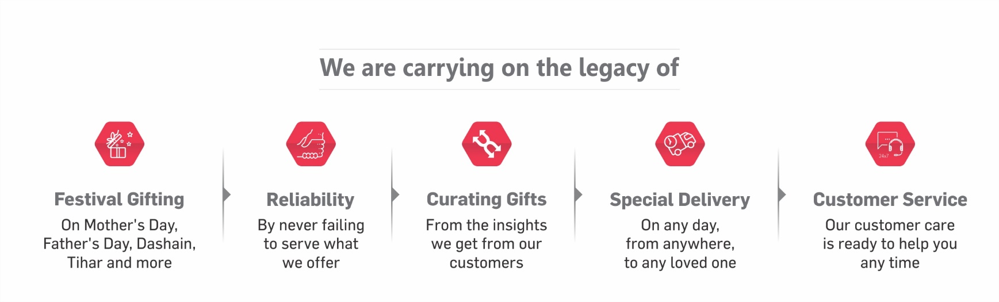 We are carrying on the legacy of
24x7
Festival Gifting
On Mother's Day,
Father's Day, Dashain,
Tihar and more
Reliability
By never failing
to serve what
we offer
Curating Gifts
From the insights
we get from our
customers
Special Delivery
On any day,
from anywhere,
to any loved one
Customer Service
Our customer care
is ready to help you
any time